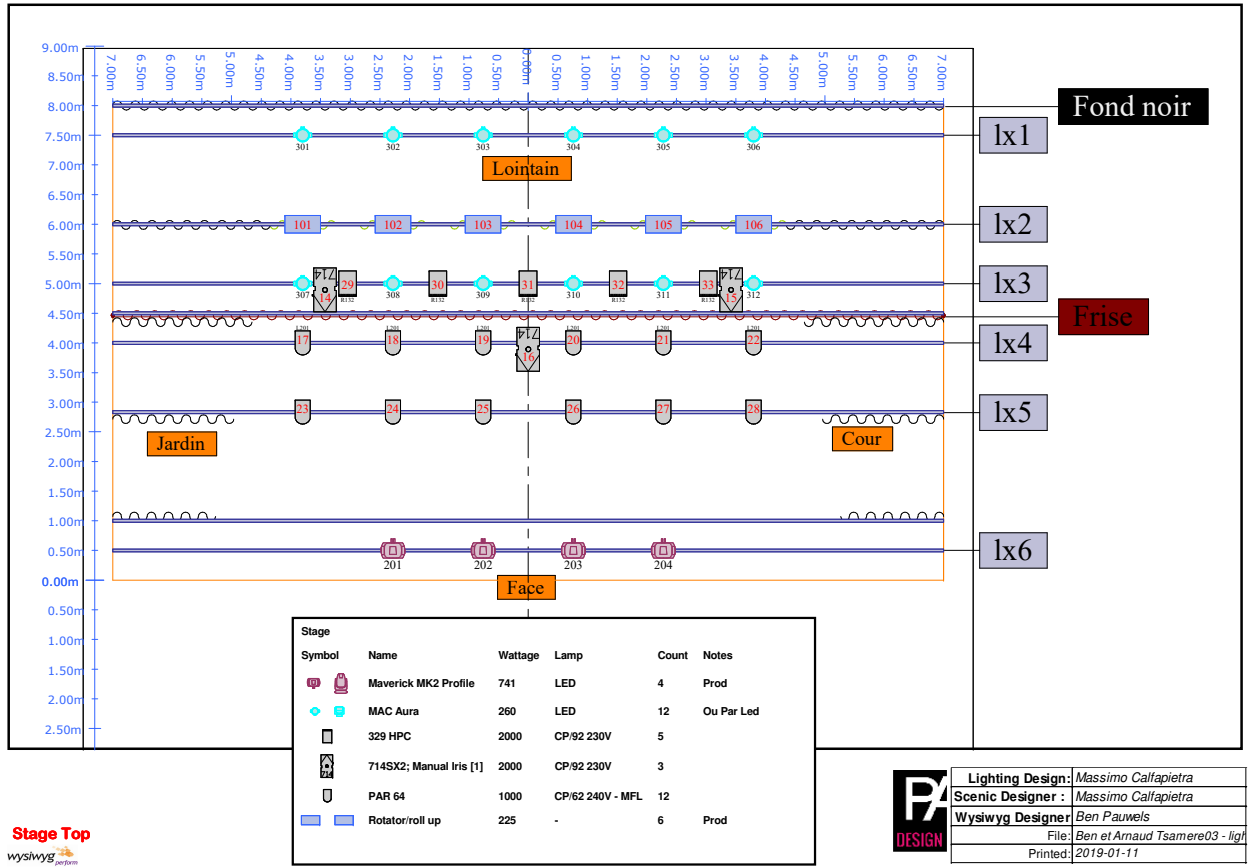 9.00m
7.00m 6.50m 6.00m 5.50m 5.00m 4.50m 4.00m 3.50m 3.00m 2.50m 2.00m 1.50m 1.00m 0.50m 0.00m 0.50m 1.00m 1.50m 2.00m 2.50m 3.00m 3.50m 4.00m 4.50m 5.00m 5.50m 6.00m 6.50m 7.00m
8.50m
8.00m
Fond noir
7.50m
lx1
301 302 303 304 305 306
7.00m
Lointain
6.50m
6.00m
101 102 103 104 105 106
lx2
5.50m
5.00m
714 29 30 31 32 33 714
lx3
307 14 308 309 310 311 15 312
R132 R132 R132 R132 R132
4.50m
Frise
L201 L201 L201 L201 L201 L201
4.00m
17 18 19 714 20 21 22
16
lx4
3.50m
3.00m
23 24 25 26 27 28
lx5
2.50m
Jardin
Cour
2.00m
1.50m
1.00m
0.50m
lx6
201 202 203 204
0.00m
Face
0.50m
1.00m
1.50m
2.00m
2.50m
Stage
Symbol Name Wattage Lamp Count Notes
Maverick MK2 Profile 741 LED 4 Prod
MAC Aura 260 LED 12 Ou Par Led
329 HPC 2000 CP/92 230V 5
714 714SX2; Manual Iris [1] 2000 CP/92 230V 3
PAR 64 1000 CP/62 240V - MFL 12
Rotator/roll up 225 - 6 Prod
Stage Top
wysiwyg
perform
PA
DESIGN
Lighting Design: Massimo Calfapietra
Scenic Designer : Massimo Calfapietra
Wysiwyg Designer Ben Pauwels
File: Ben et Arnaud Tsamere03 - ligh
Printed: 2019-01-11